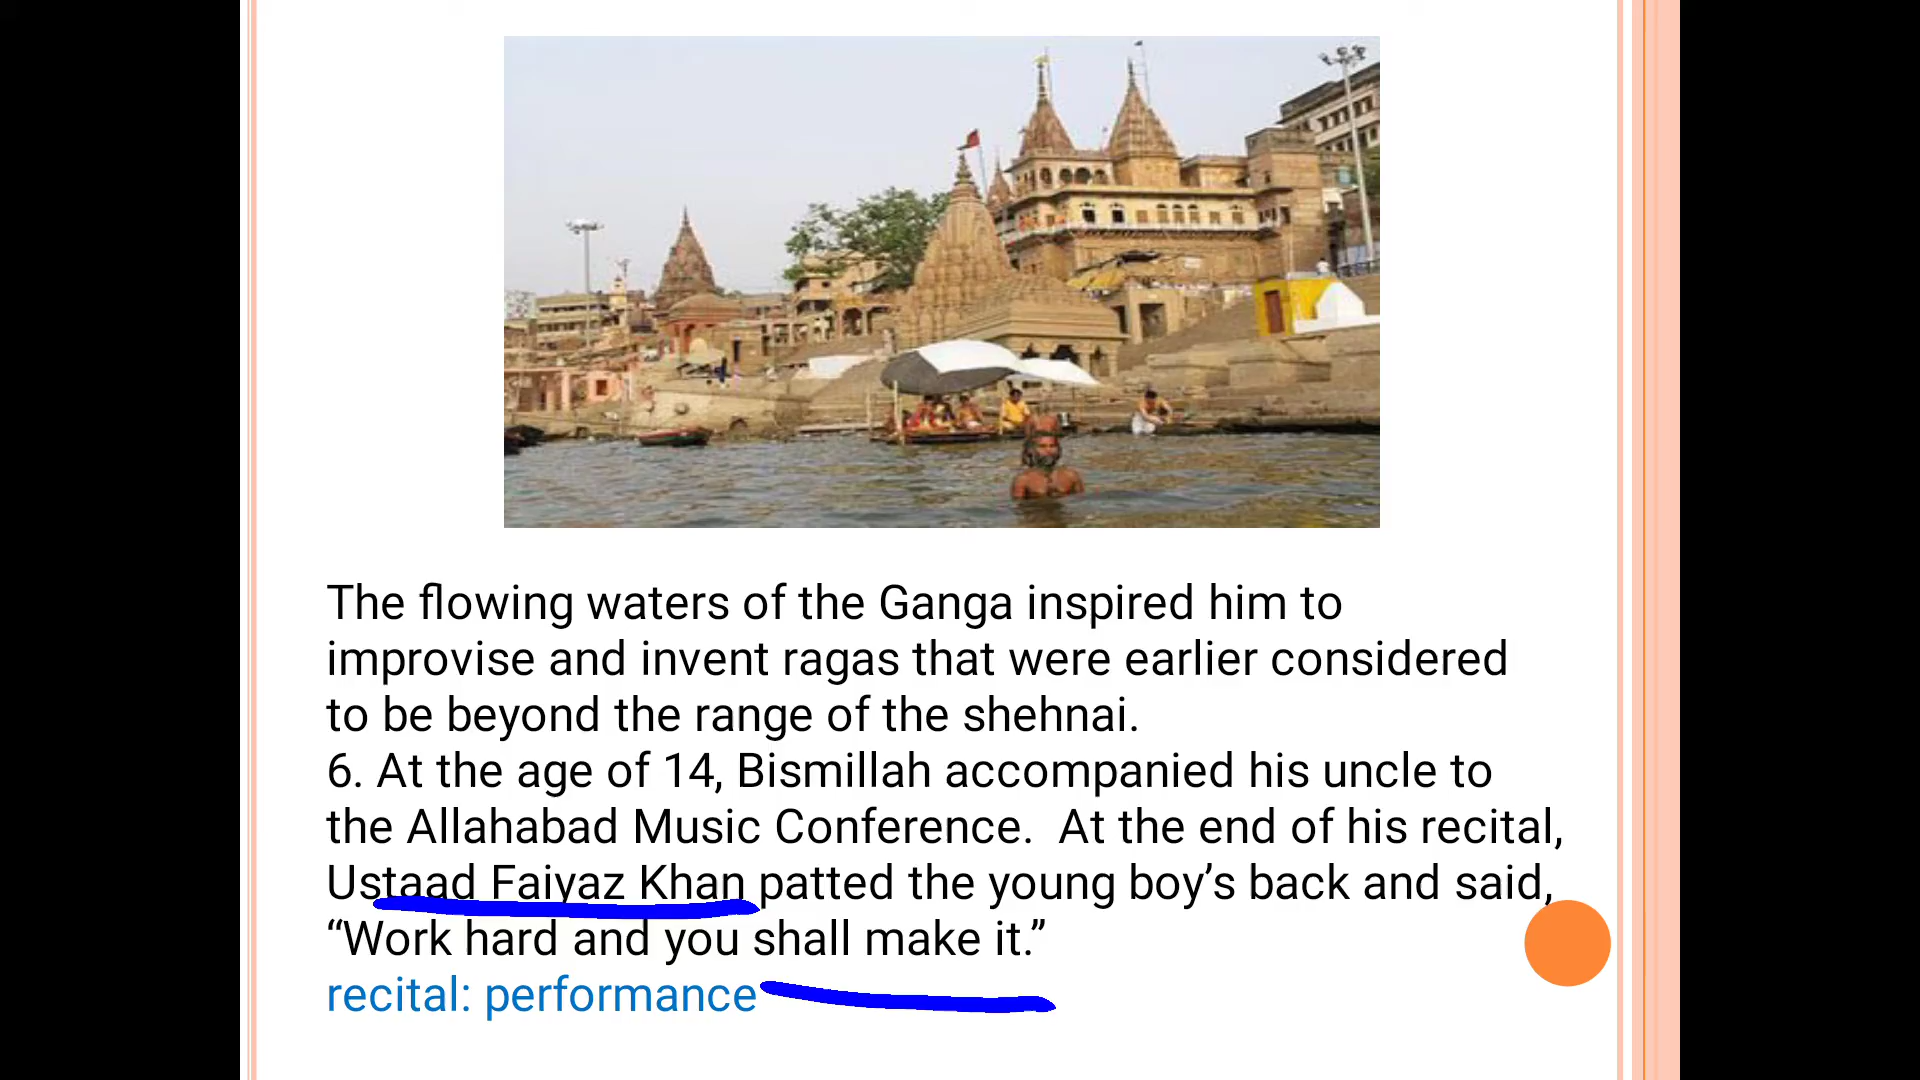 The flowing waters of the Ganga inspired him to
improvise and invent ragas that were earlier considered
to be beyond the range of the shehnai.
6. At the age of 14, Bismillah accompanied his uncle to
the Allahabad Music Conference.  At the end of his recital,
Ustaad Faiyaz Khan patted the young boy’s back and said,
“Work hard and you shall make it.”
recital: performance